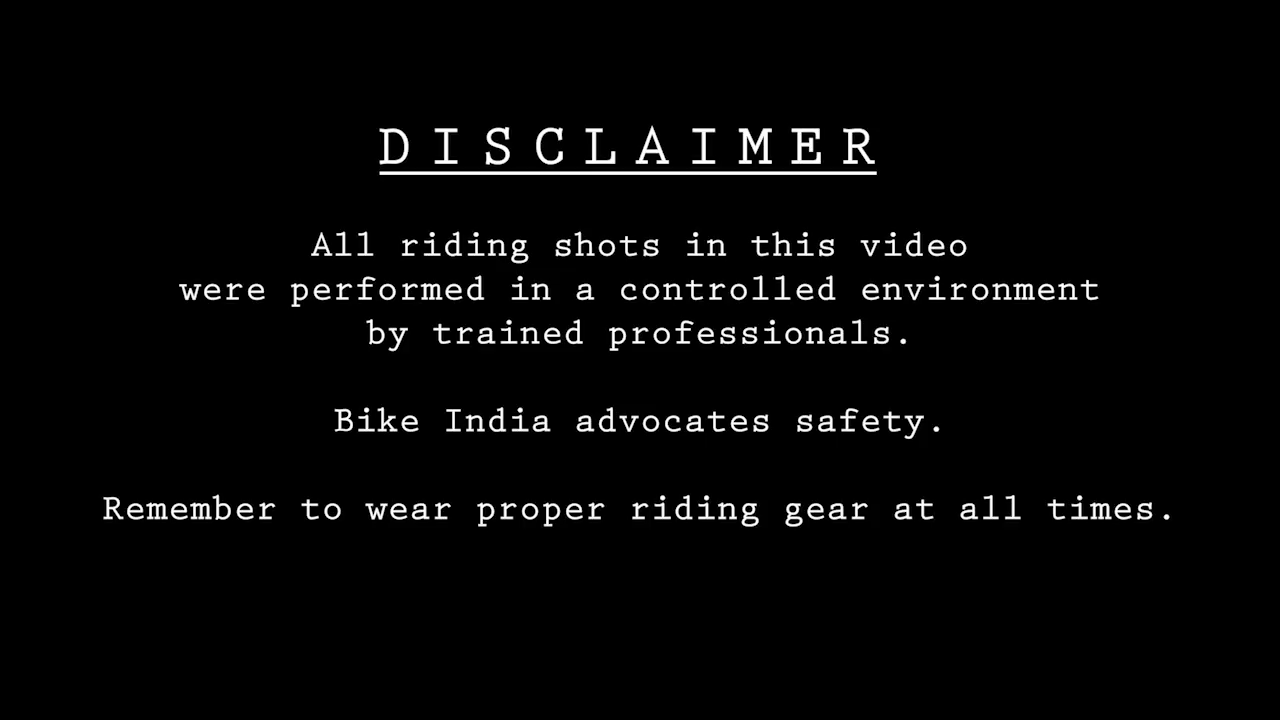 DISCLAIMER
All riding shots in this video
were performed in a controlled environment
by trained professionals.
Bike India advocates safety.
Remember to wear proper riding gear at all times.